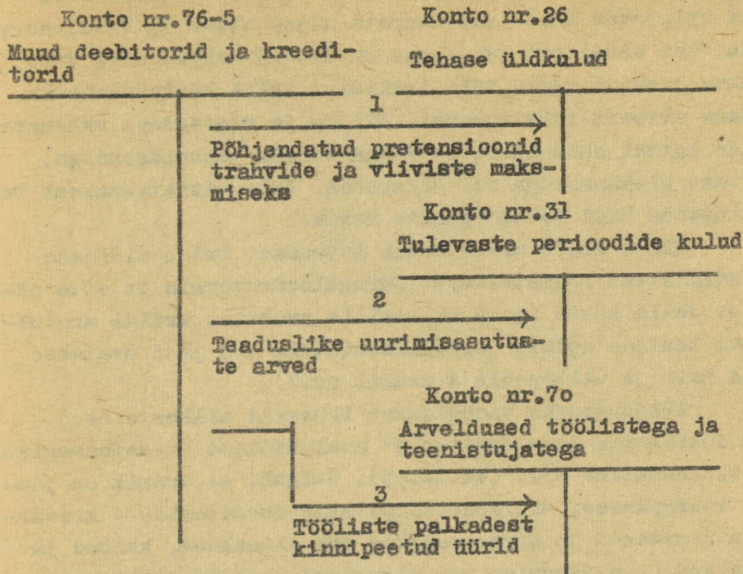 Konto nr.76-5
Muud deebitorid ja kreedi-
torid
Konto nr.26
Tehase üldkulud
1
Põhjendatud pretensioonid
trahvide ja viiviste maks-
miseks
Konto nr.31
Tulevaste perioodide kulud
2
Teaduslike uurimisasutus-
te arved
Konto nr.7o
Arveldused töölistega ja
teenistujatega
3
Tööliste palkadest
kinnipeetud üürid